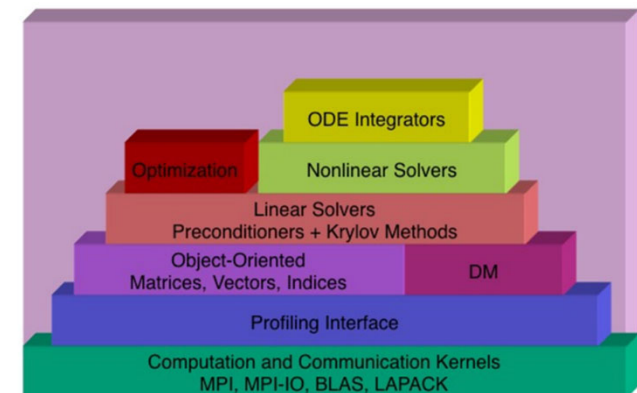 ODE Integrators
Optimization
Nonlinear Solvers
Linear Solvers
Preconditioners + Krylov Methods
Object-Oriented
Matrices, Vectors, Indices
DM
Profiling Interface
Computation and Communication Kernels
MPI, MPI-IO, BLAS, LAPACK